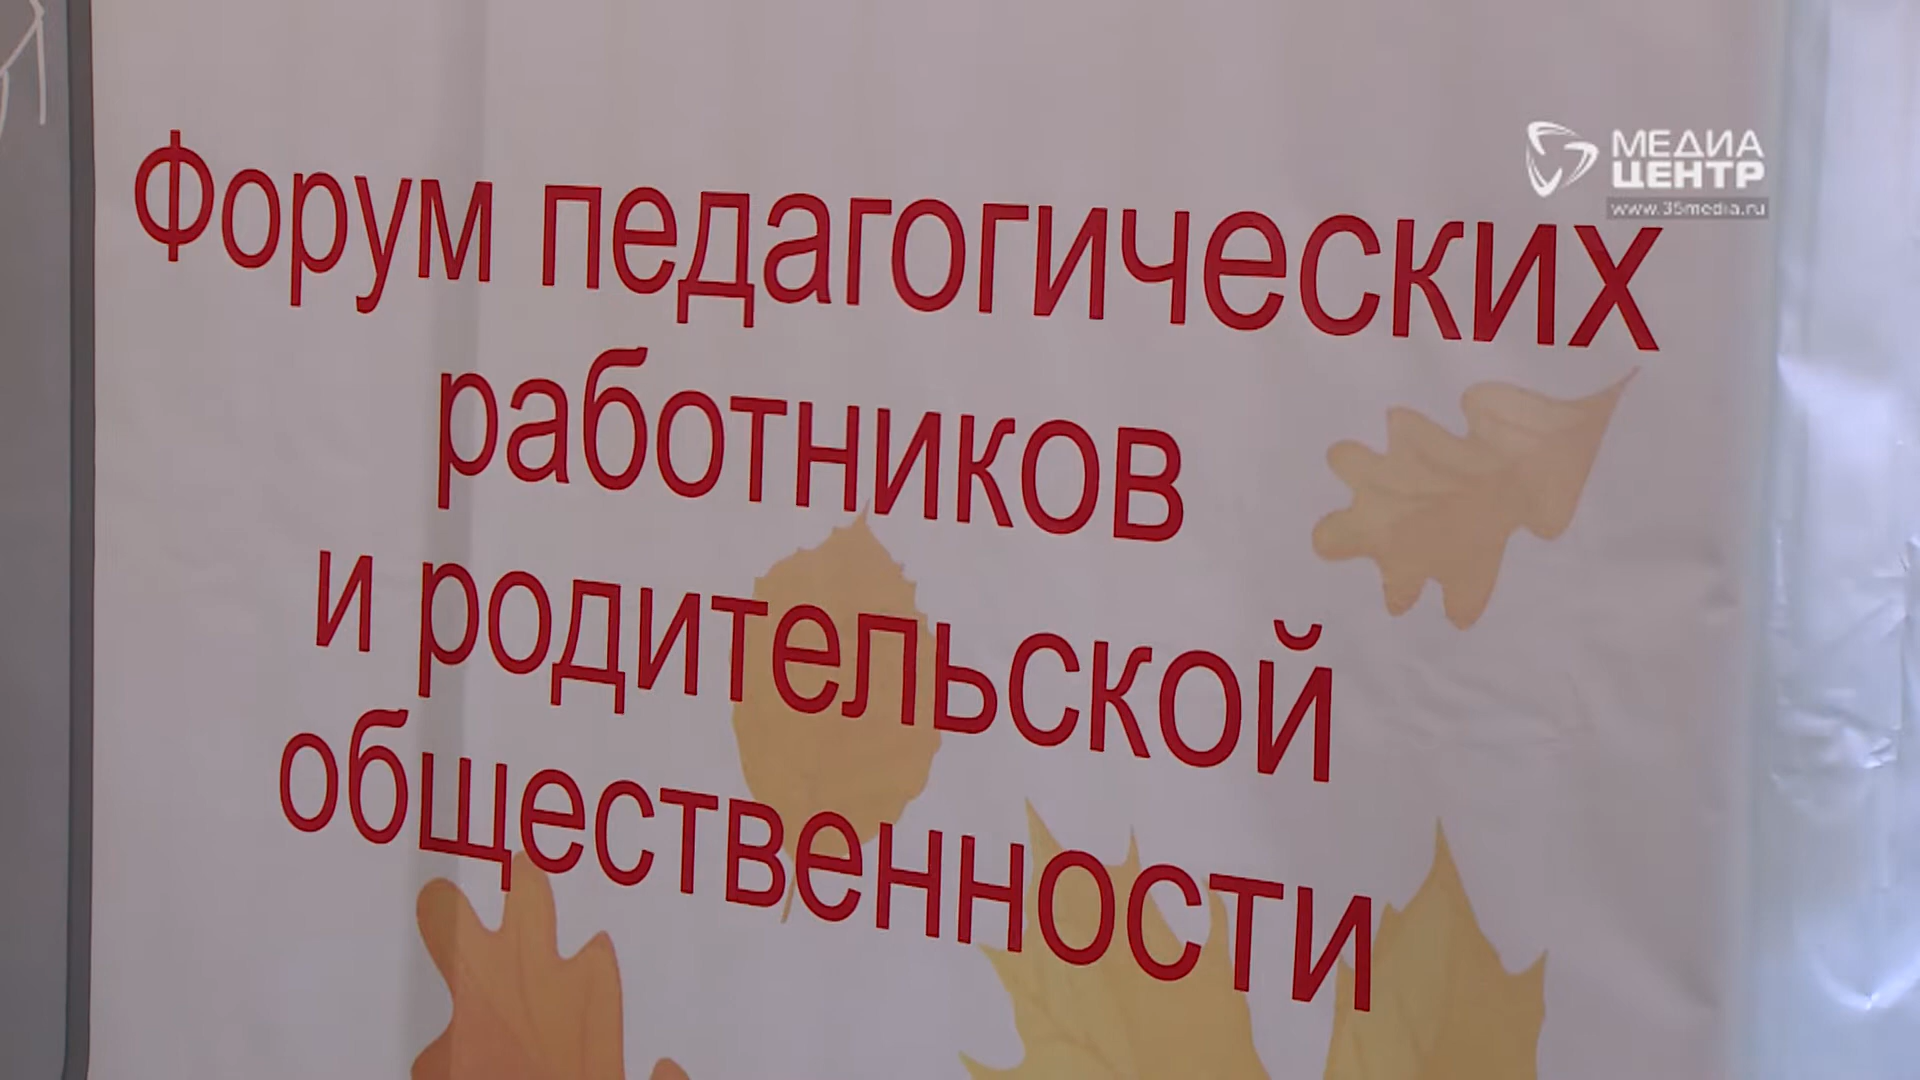 МЕДИА
ЦЕНТР
www.35media.ru
Форум педагогических
работников
и родительской
общественности